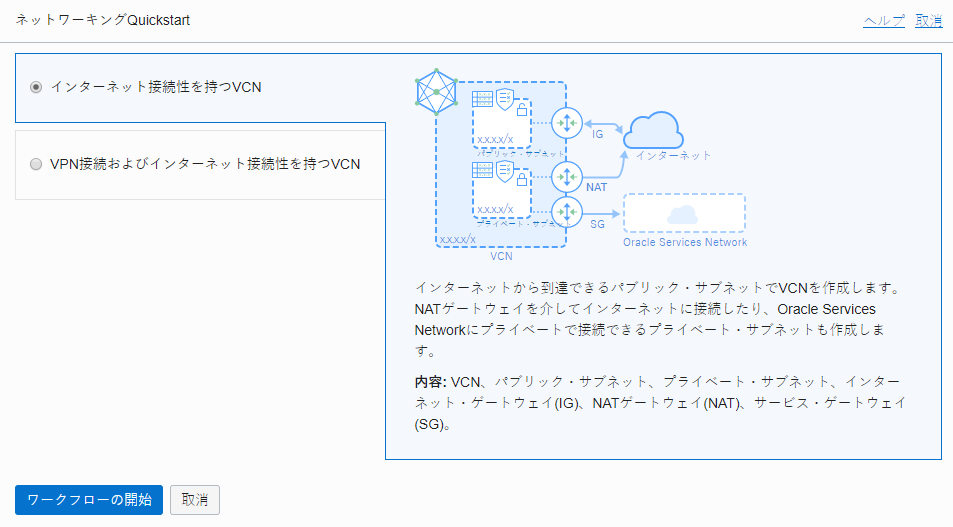 ネットワーキングQuickstart
ヘルプ 取消
インターネット接続性を持つVCN
VPN接続およびインターネット接続性を持つVCN
x.x.x.x/x
パブリック・サブネット
IG
インターネット
NAT
x.x.x.x/x
プライベート・サブネ
SG
x.x.x.x/x
Oracle Services Network
VCN
インターネットから到達できるパブリック・サブネットでVCNを作成します。
NATゲートウェイを介してインターネットに接続したり、Oracle Services
Networkにプライベートで接続できるプライベート・サブネットも作成しま
す。
内容: VCN、パブリック・サブネット、プライベート・サブネット、インター
ネット・ゲートウェイ(IG)、NATゲートウェイ(NAT)、サービス・ゲートウェイ
(SG)。
ワークフローの開始 取消